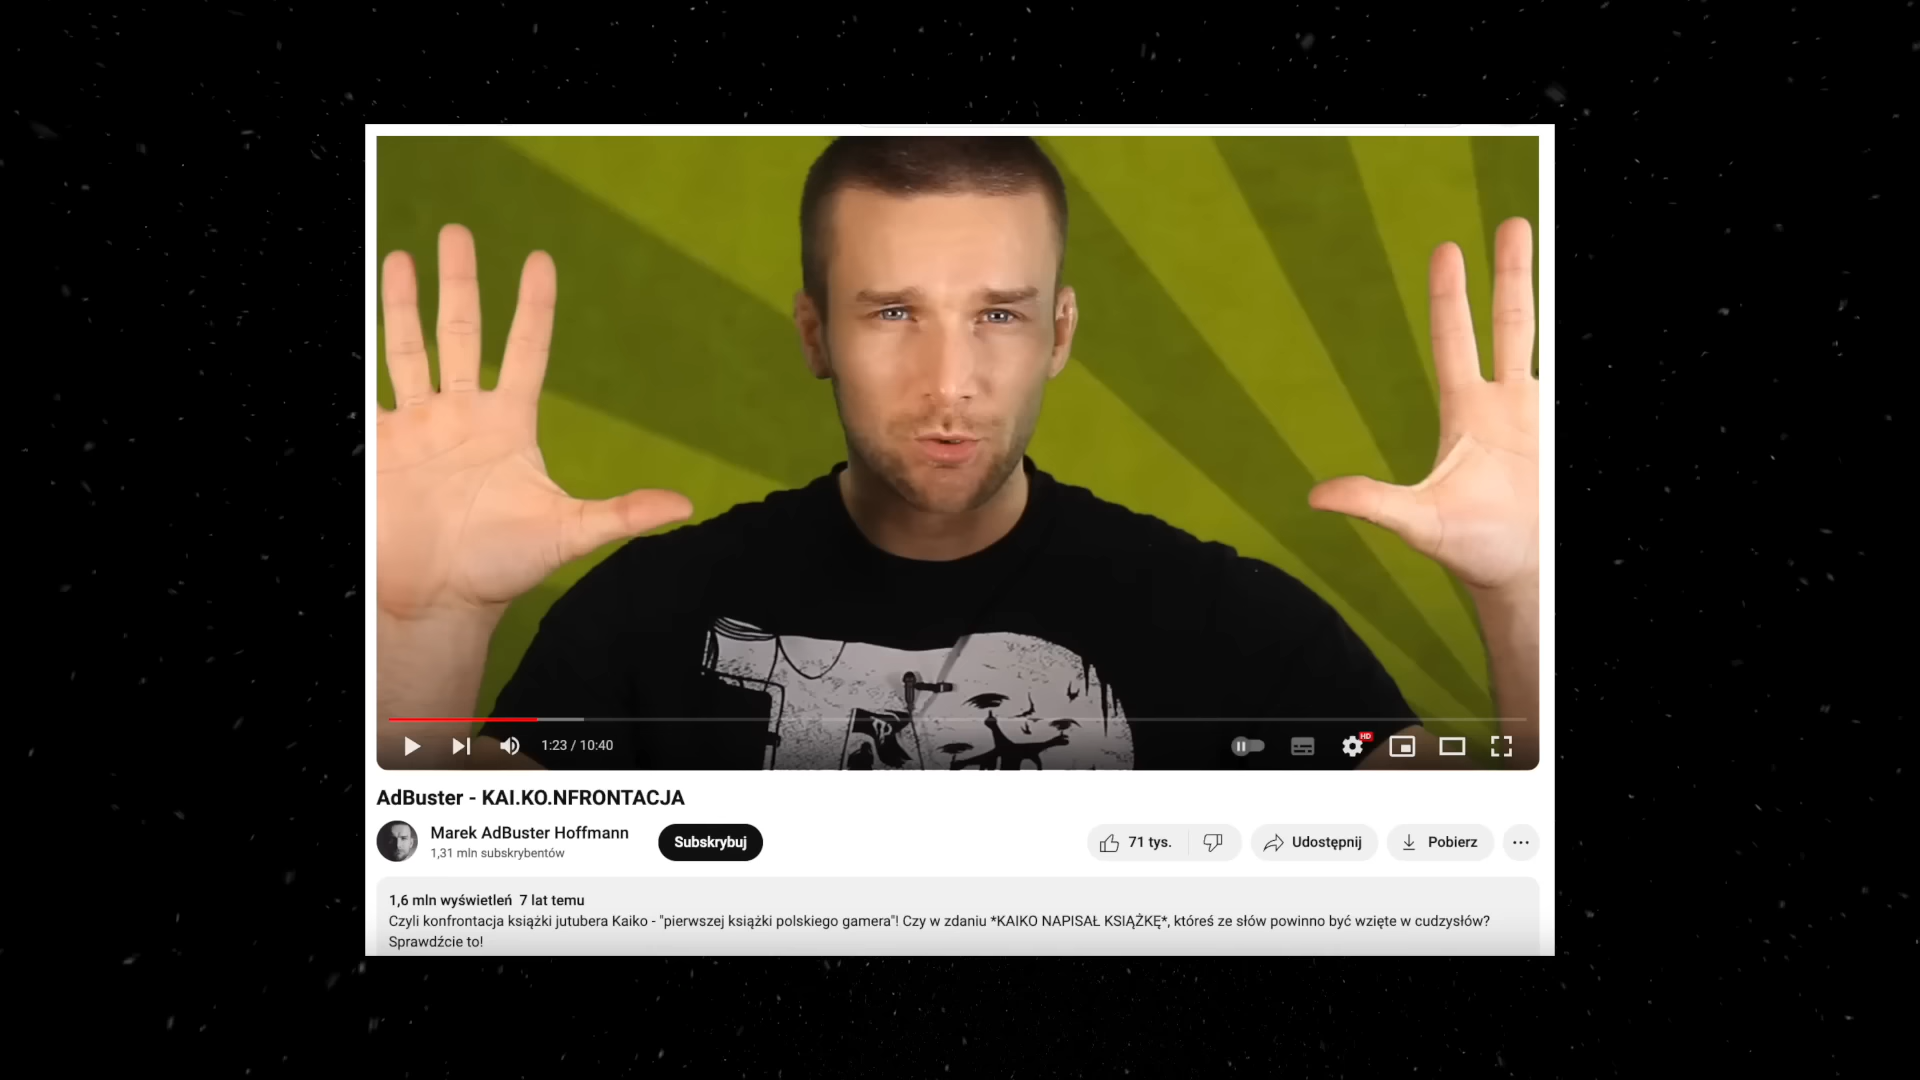 HD
1:23 / 10:40
AdBuster - KAI.KO.NFRONTACJA
Marek AdBuster Hoffmann
1,31 mln subskrybentów
Subskrybuj
71 tys.
Udostępnij
Pobierz
1,6 mln wyświetleń 7 lat temu
Czyli konfrontacja książki jutubera Kaiko - "pierwszej książki polskiego gamera"! Czy w zdaniu *KAIKO NAPISAŁ KSIĄŻKĘ*, któreś ze słów powinno być wzięte w cudzysłów?
Sprawdźcie to!